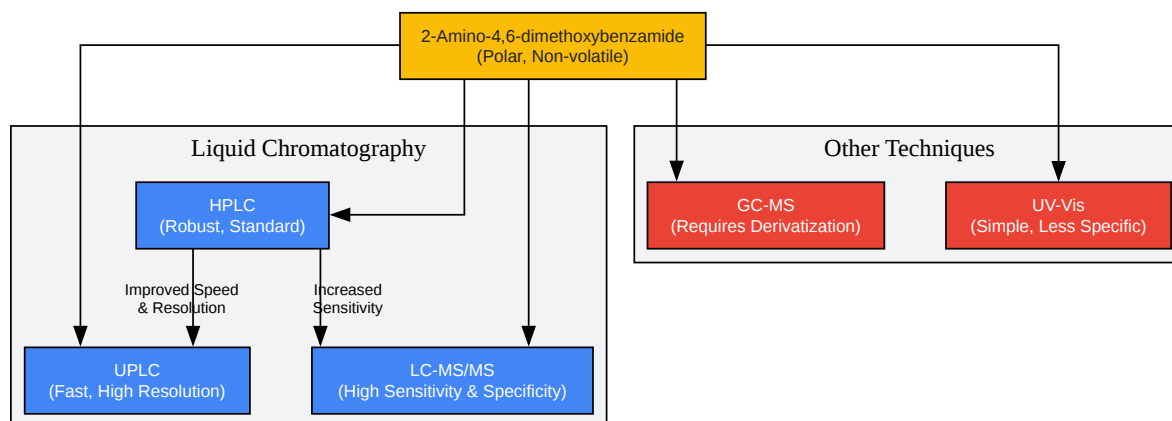 2-Amino-4,6-dimethoxybenzamide
(Polar, Non-volatile)
Liquid Chromatography
HPLC
(Robust, Standard)
Improved Speed
& Resolution
Increased
Sensitivity
UPLC
(Fast, High Resolution)
LC-MS/MS
(High Sensitivity & Specificity)
Other Techniques
GC-MS
(Requires Derivatization)
UV-Vis
(Simple, Less Specific)